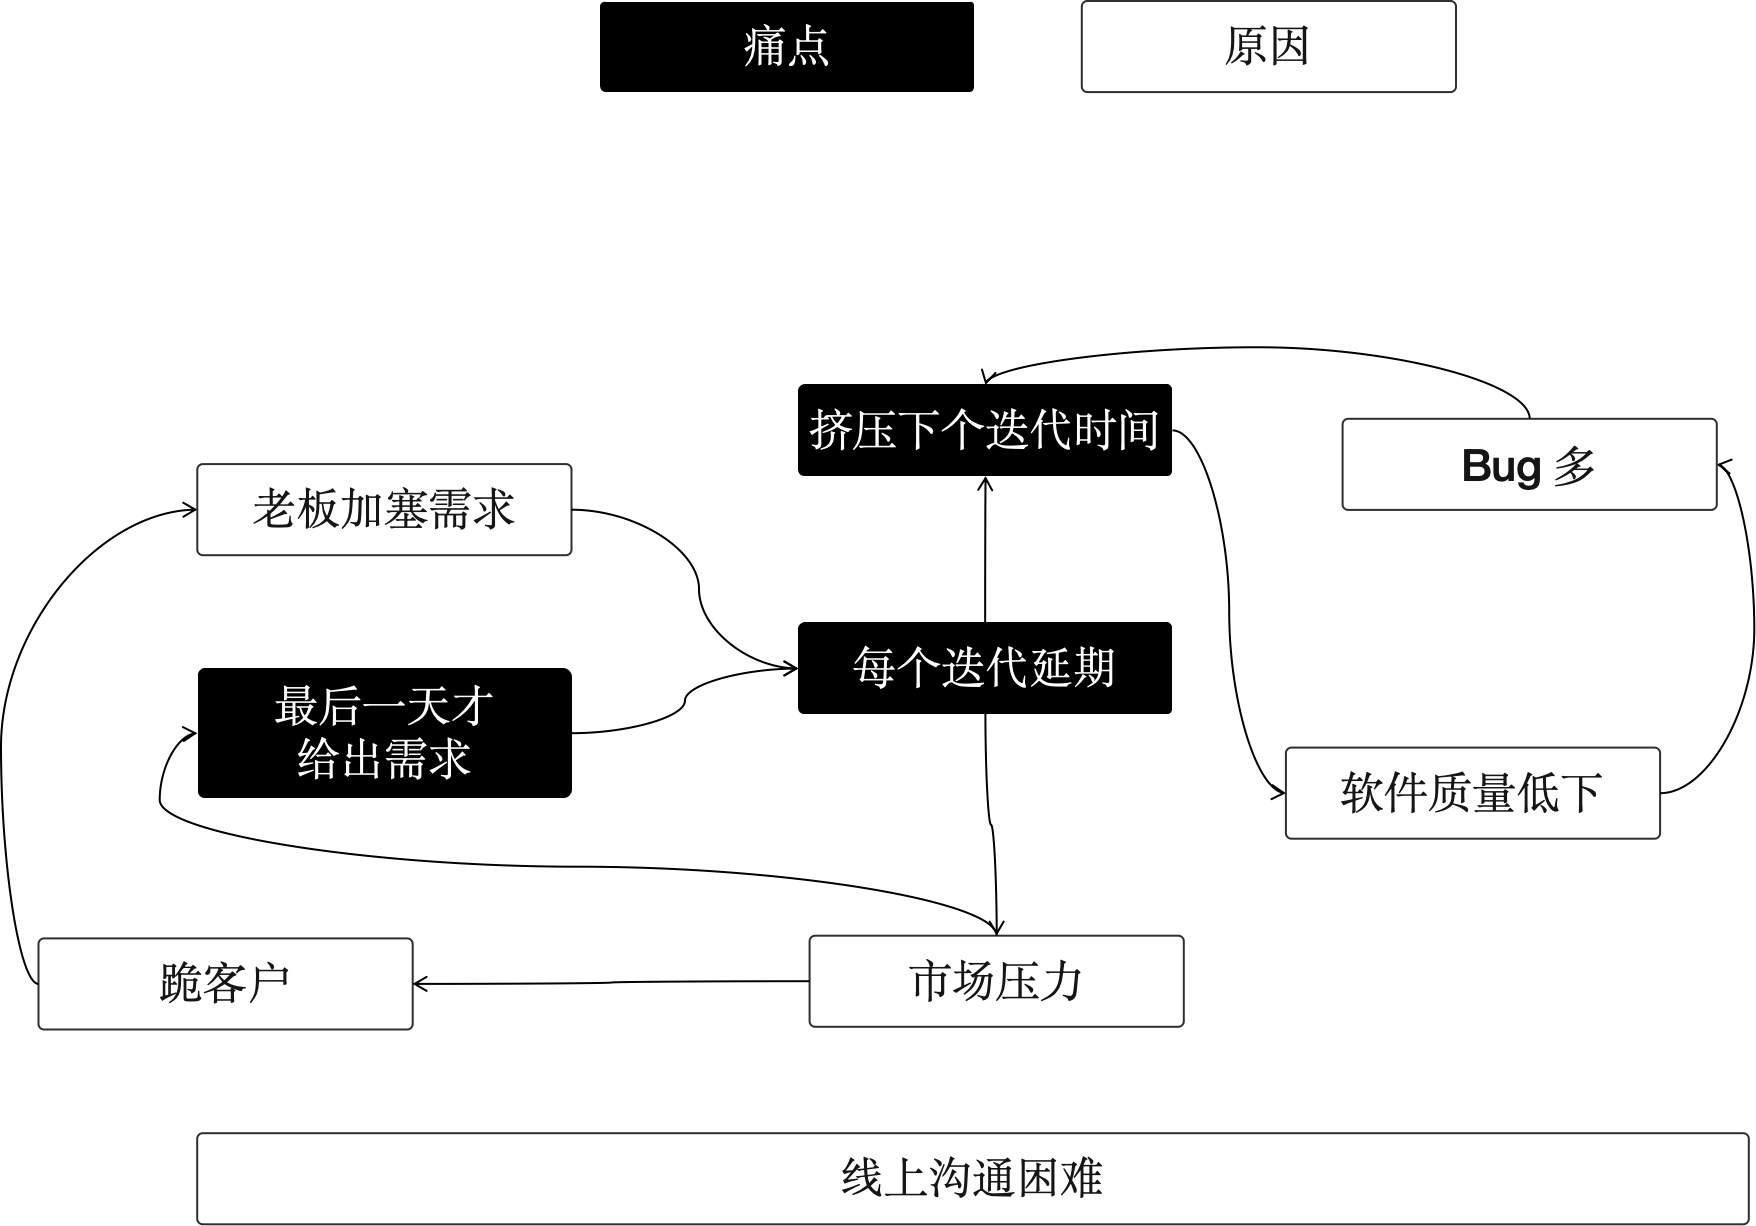 痛点
原因
挤压下个迭代时间
Bug 多
老板加塞需求
每个迭代延期
最后一天才
给出需求
软件质量低下
跪客户
市场压力
线上沟通困难